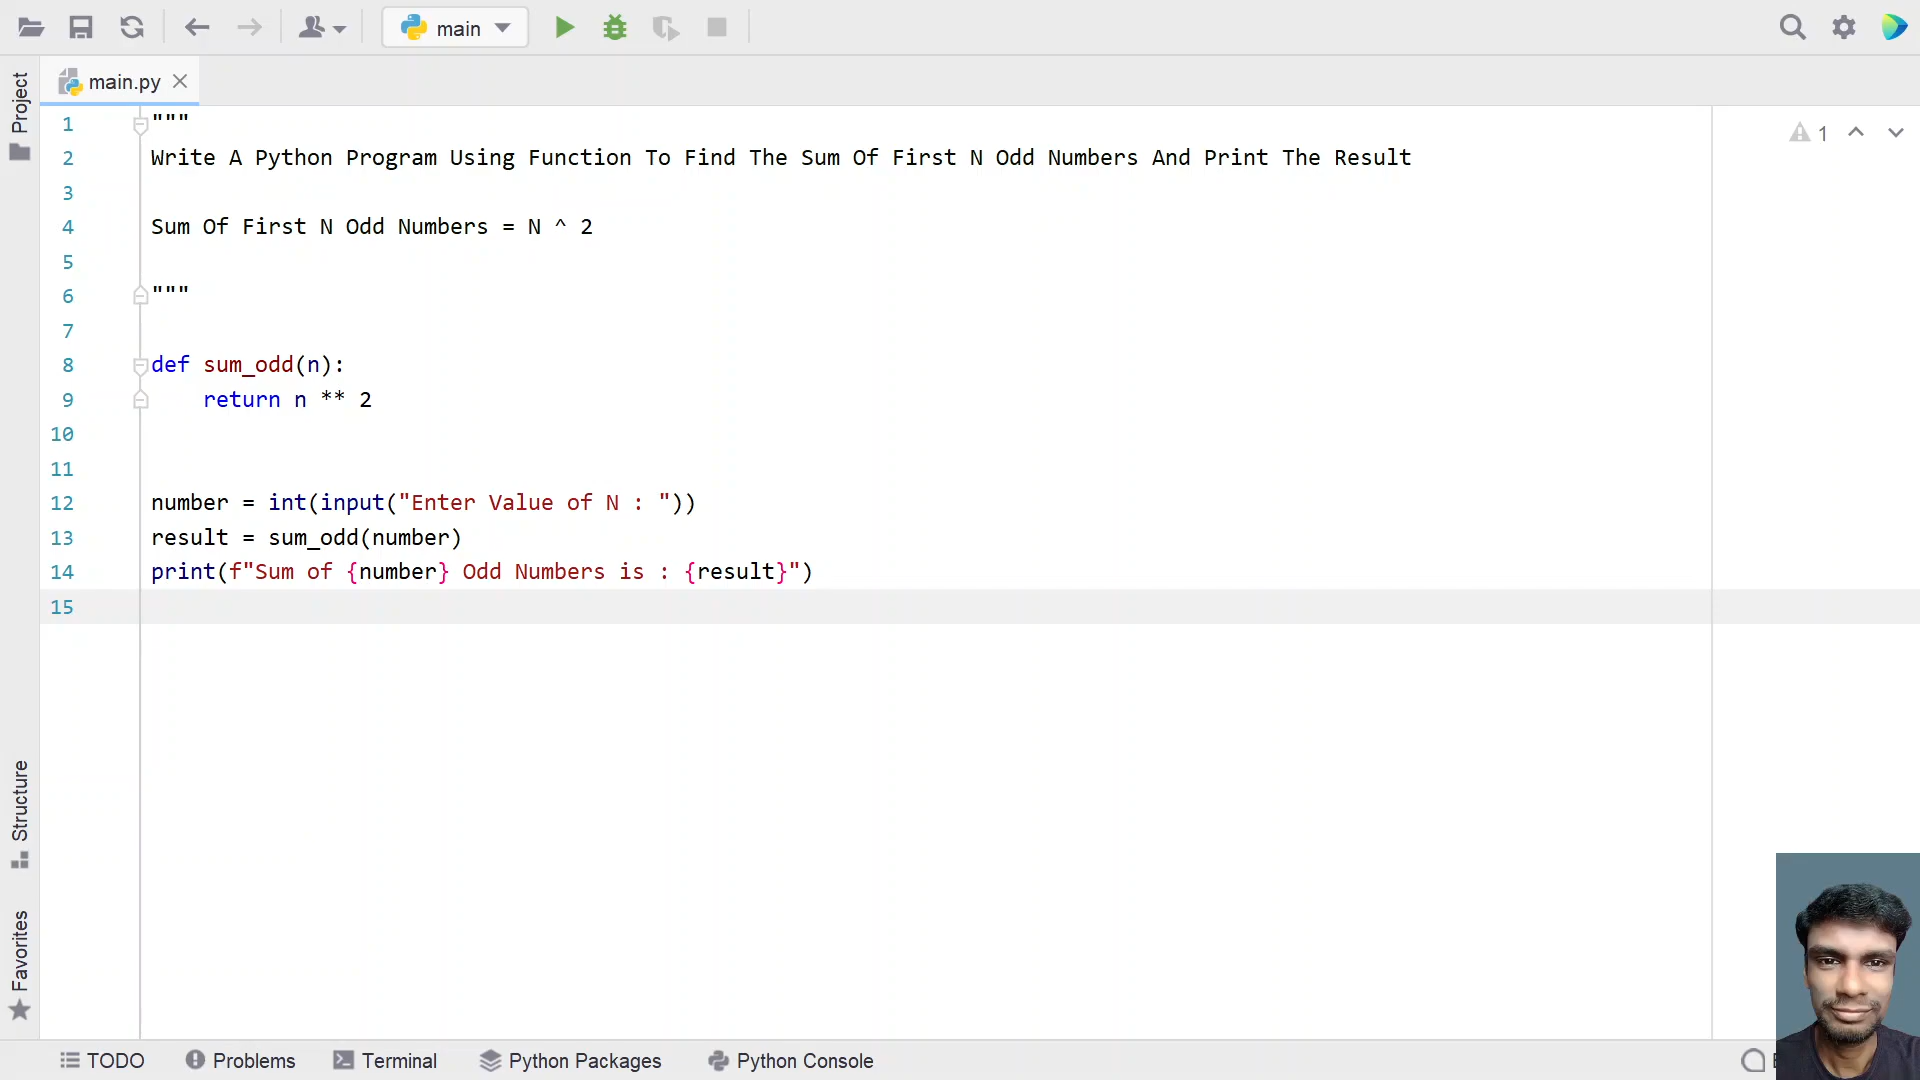 main
Project
main.py
1
1 """
2 Write A Python Program Using Function To Find The Sum Of First N Odd Numbers And Print The Result
3
4 Sum Of First N Odd Numbers = N ^ 2
5
6 """
7
8 def sum_odd(n):
9     return n ** 2
10
11
12 number = int(input("Enter Value of N : "))
13 result = sum_odd(number)
14 print(f"Sum of {number} Odd Numbers is : {result}")
15
Structure
Favorites
TODO Problems Terminal Python Packages Python Console